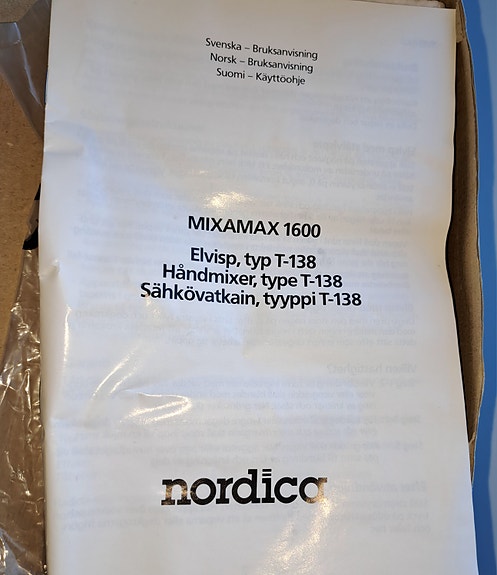 Svenska – Bruksanvisning
Norsk – Bruksanvisning
Suomi – Käyttöohje
MIXAMAX 1600
Elvisp, typ T-138
Håndmixer, type T-138
Sähkövatkain, tyyppi T-138
nordica